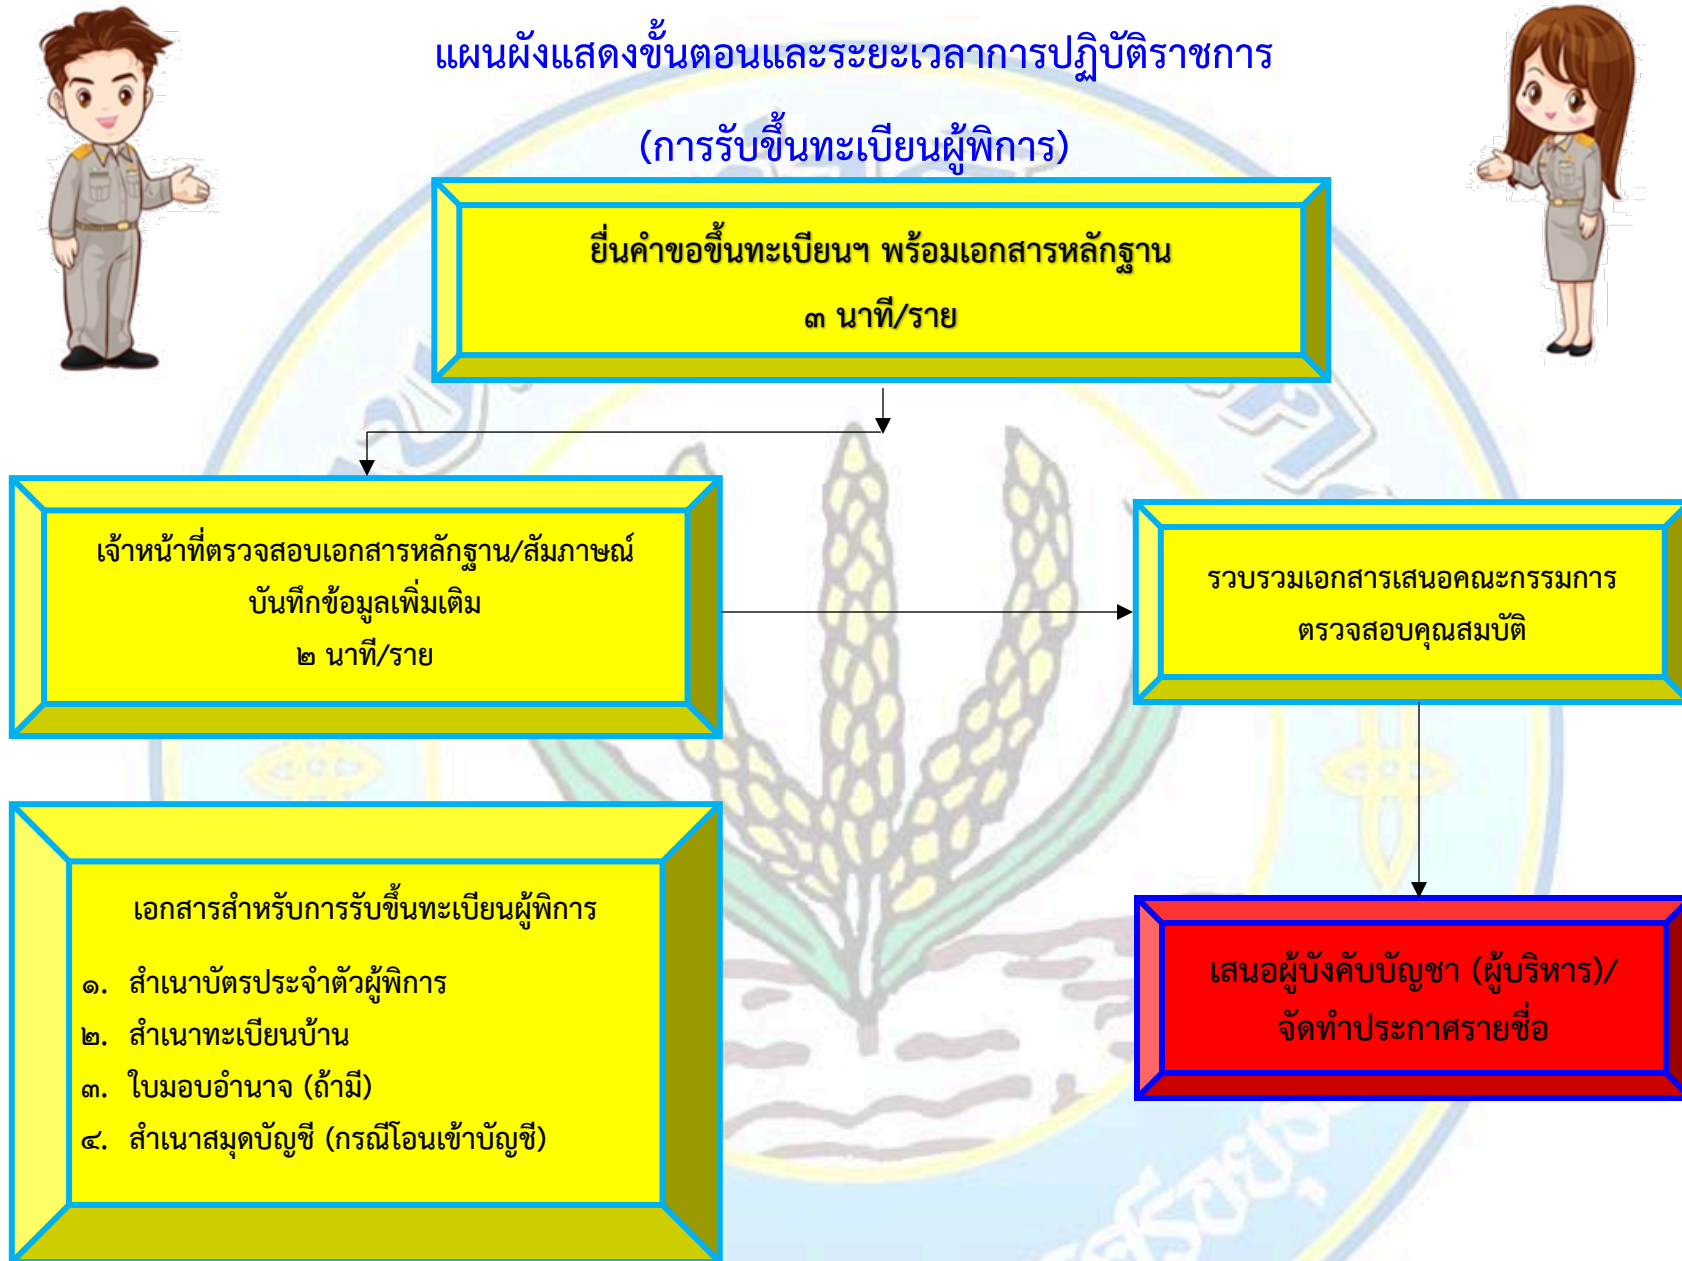 แผนผังแสดงขั้นตอนและระยะเวลาการปฏิบัติราชการ
(การรับขึ้นทะเบียนผู้พิการ)
ยื่นคำขอขึ้นทะเบียนฯ พร้อมเอกสารหลักฐาน
๓ นาที/ราย
เจ้าหน้าที่ตรวจสอบเอกสารหลักฐาน/สัมภาษณ์
บันทึกข้อมูลเพิ่มเติม
๒ นาที/ราย
รวบรวมเอกสารเสนอคณะกรรมการ
ตรวจสอบคุณสมบัติ
เอกสารสำหรับการรับขึ้นทะเบียนผู้พิการ
๑. สำเนาบัตรประจำตัวผู้พิการ
๒. สำเนาทะเบียนบ้าน
๓. ใบมอบอำนาจ (ถ้ามี)
๔. สำเนาสมุดบัญชี (กรณีโอนเข้าบัญชี)
เสนอผู้บังคับบัญชา (ผู้บริหาร)/
จัดทำประกาศรายชื่อ